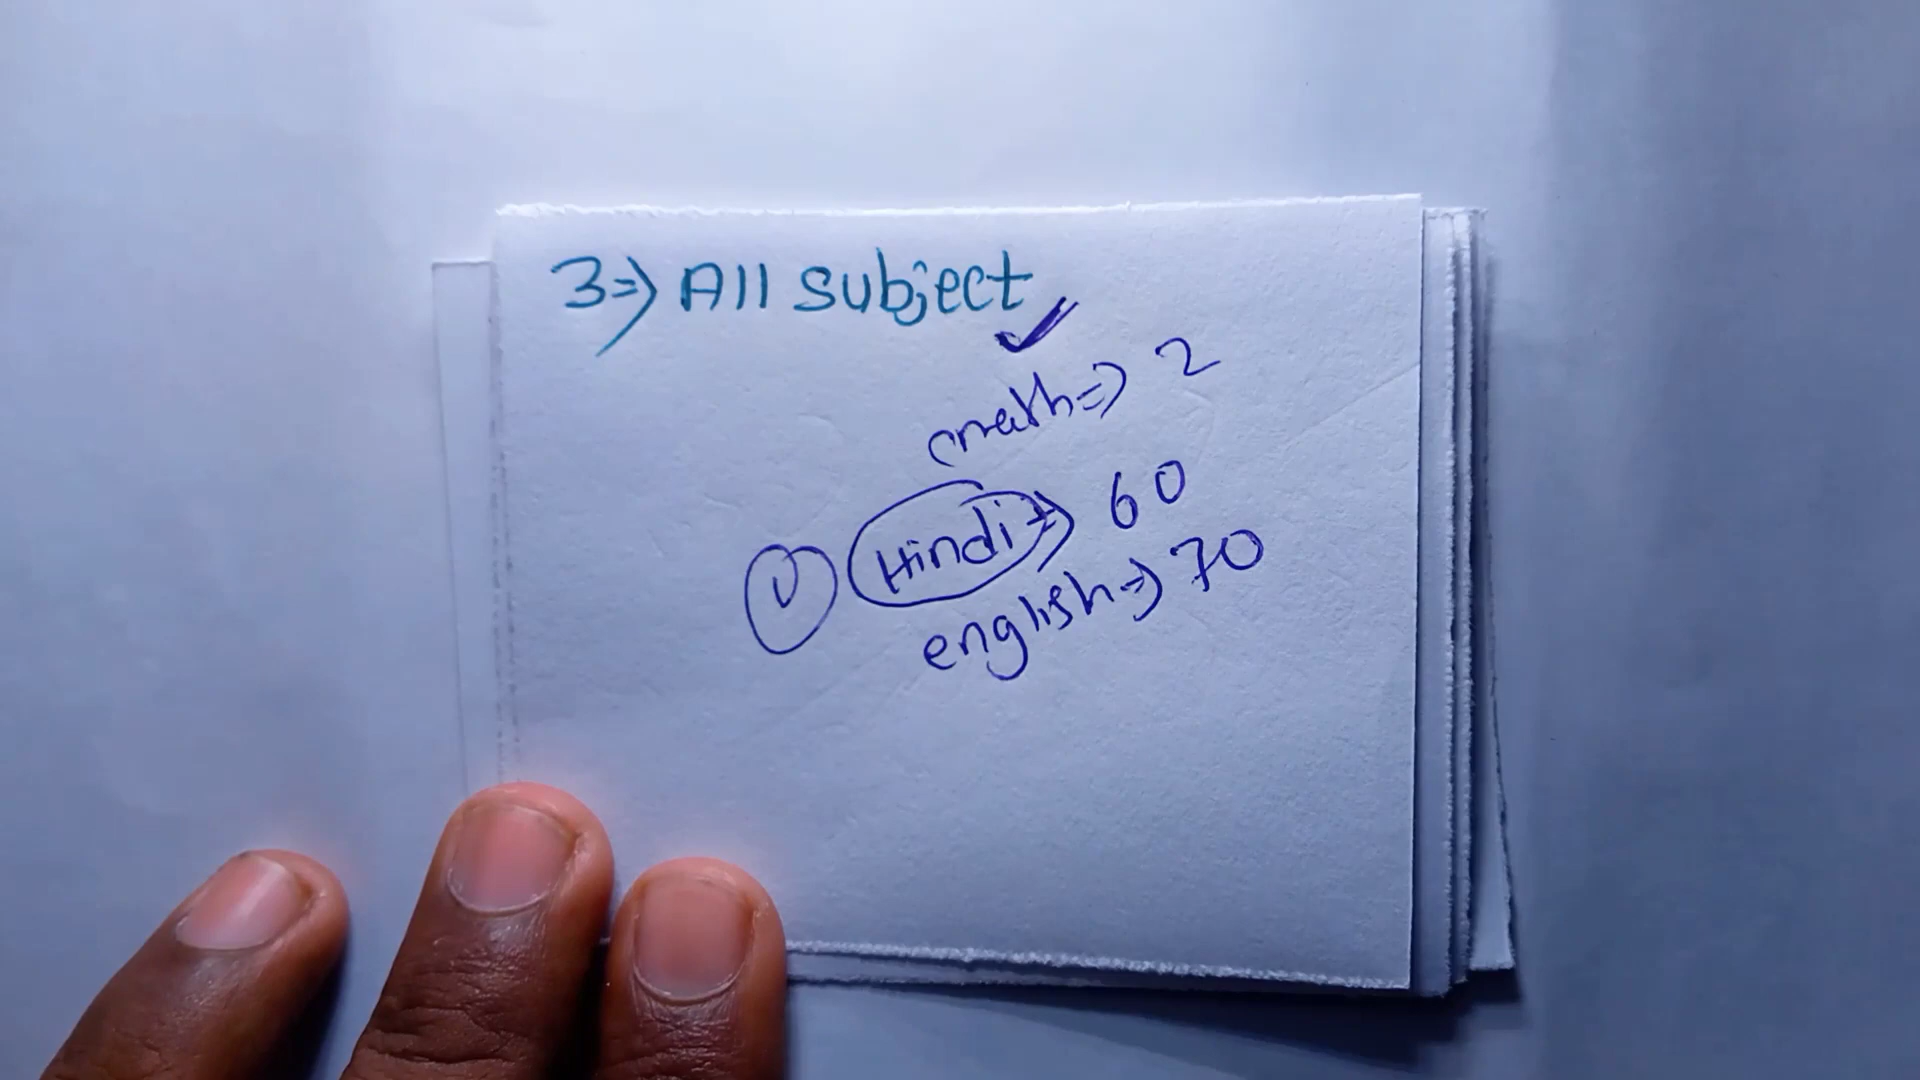 3=> All subject
math=> 2
Hindi=> 60
english=> 70